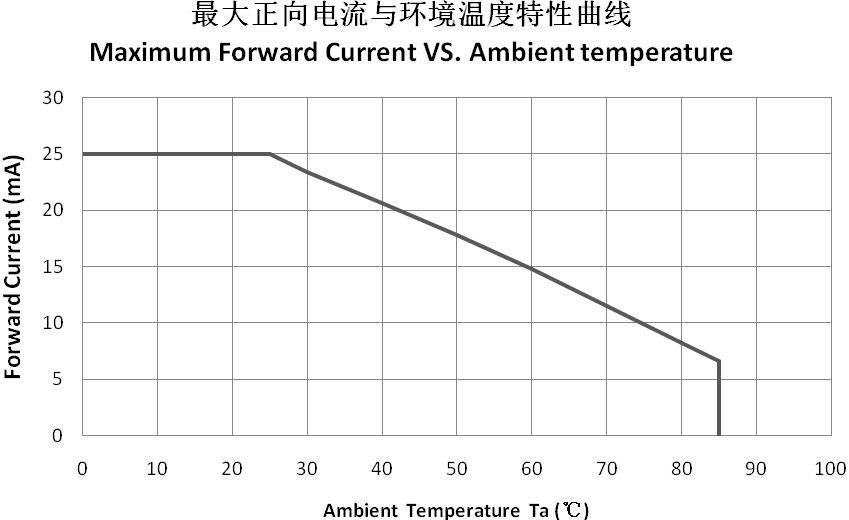 最大正向电流与环境温度特性曲线
Maximum Forward Current VS. Ambient temperature
Forward Current (mA)
30
25
20
15
10
5
0
0 10 20 30 40 50 60 70 80 90 100
Ambient Temperature Ta (℃)